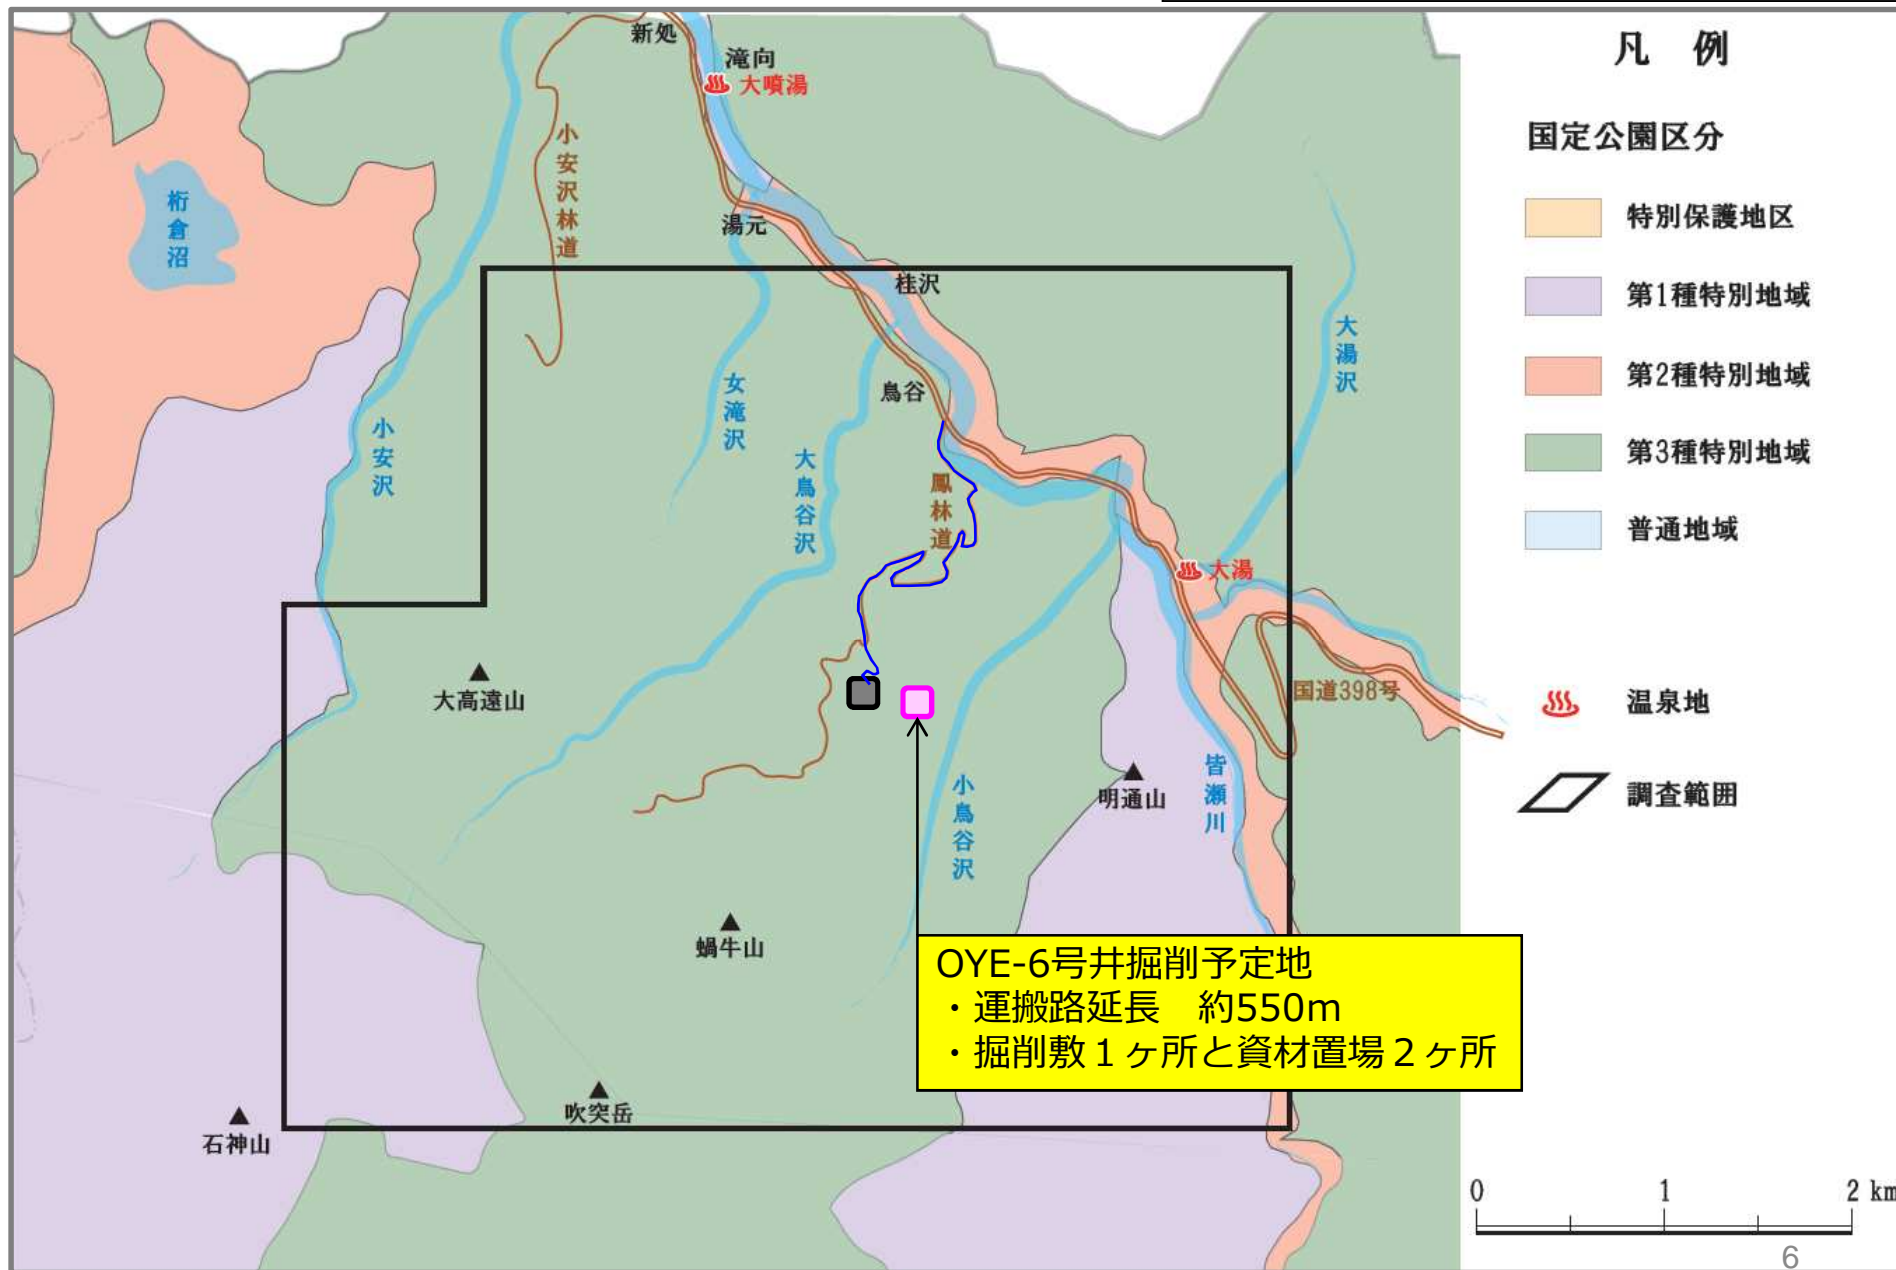 新処
滝向
大噴湯
小安沢林道
桁倉沼
湯元
桂沢
大湯沢
女滝沢
鳥谷
小安沢
大鳥谷沢
鳳林道
大湯
大高遠山
国道398号
皆瀬川
小鳥谷沢
明通山
蝸牛山
吹突岳
石神山
OYE-6号井掘削予定地
・運搬路延長　約550m
・掘削敷１ヶ所と資材置場２ヶ所
凡 例
国定公園区分
特別保護地区
第1種特別地域
第2種特別地域
第3種特別地域
普通地域
温泉地
調査範囲
0 1 2 km
6